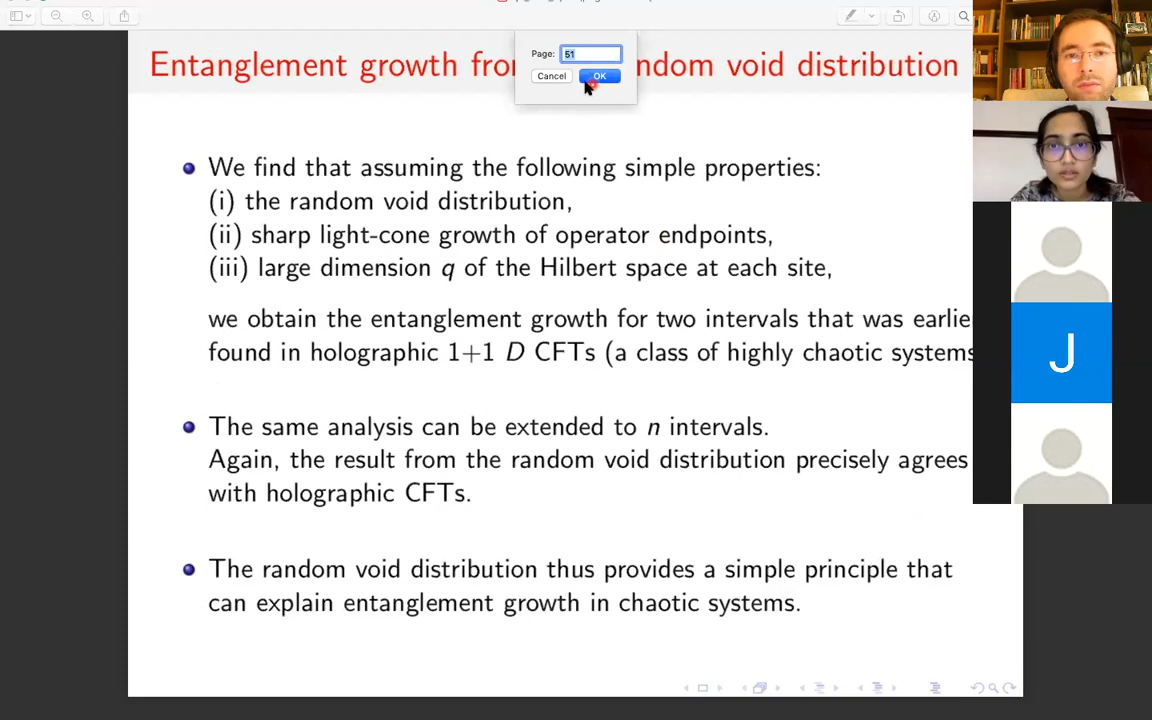 Page: 51
Cancel OK
Entanglement growth fro ndom void distribution
We find that assuming the following simple properties:
(i) the random void distribution,
(ii) sharp light-cone growth of operator endpoints,
(iii) large dimension q of the Hilbert space at each site,
we obtain the entanglement growth for two intervals that was earlie
found in holographic 1+1 D CFTs (a class of highly chaotic systems
The same analysis can be extended to n intervals.
Again, the result from the random void distribution precisely agrees
with holographic CFTs.
The random void distribution thus provides a simple principle that
can explain entanglement growth in chaotic systems.
J